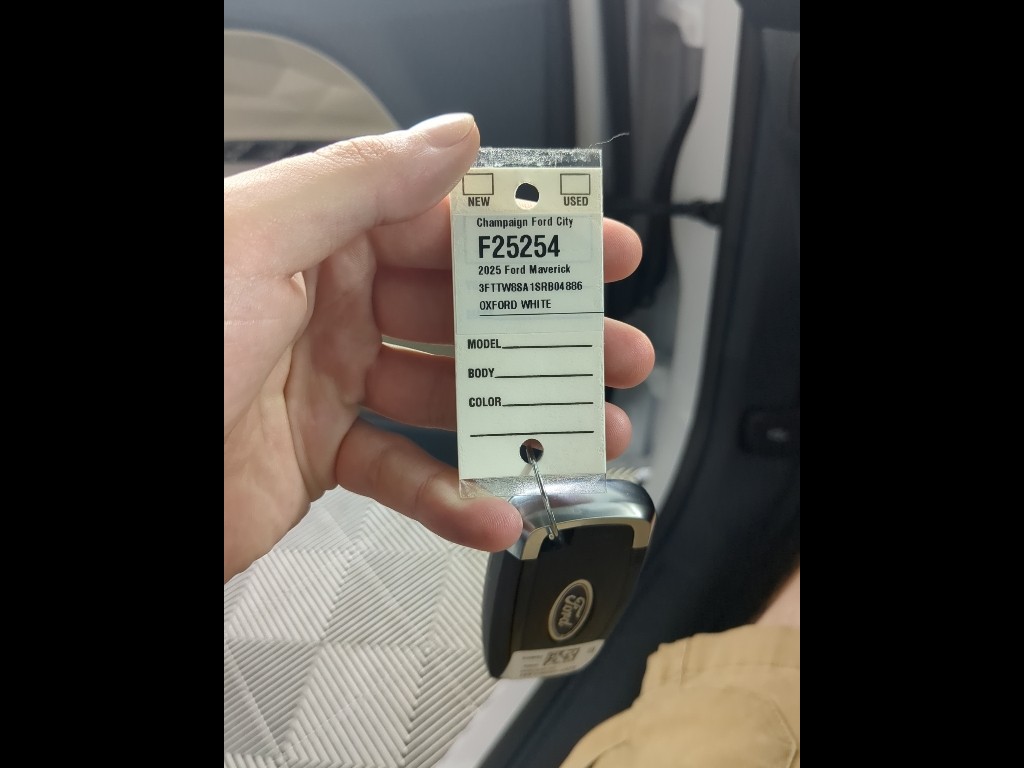 NEW USED
Champaign Ford City
F25254
2025 Ford Maverick
3FTTW8SA1SRB04886
OXFORD WHITE
MODEL
BODY
COLOR
Ford